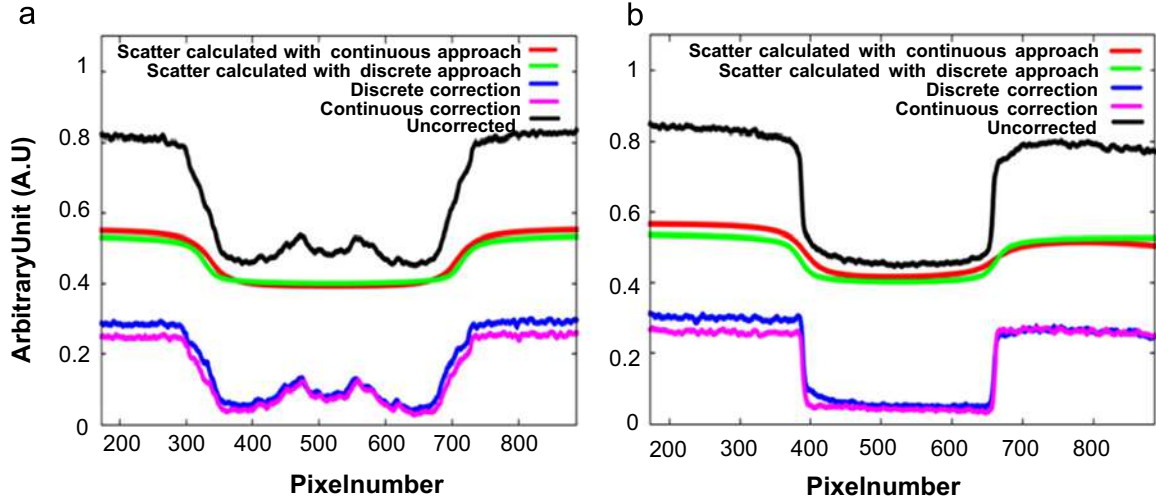 a
Scatter calculated with continuous approach
Scatter calculated with discrete approach
Discrete correction
Continuous correction
Uncorrected
1
0.8
0.6
0.4
0.2
0
200 300 400 500 600 700 800
ArbitraryUnit (A.U)
Pixelnumber
b
Scatter calculated with continuous approach
Scatter calculated with discrete approach
Discrete correction
Continuous correction
Uncorrected
1
0.8
0.6
0.4
0.2
0
200 300 400 500 600 700 800
Pixelnumber